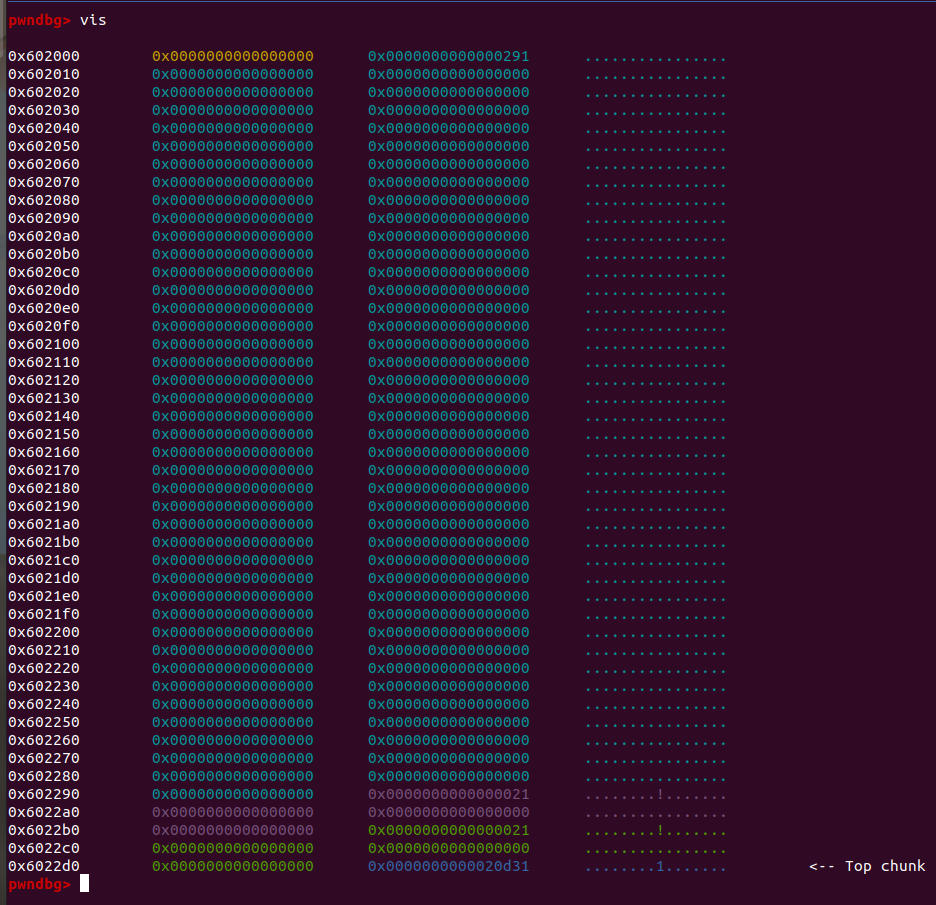 pwndbg> vis
0x602000 0x0000000000000000 0x0000000000000291 ................
0x602010 0x0000000000000000 0x0000000000000000 ................
0x602020 0x0000000000000000 0x0000000000000000 ................
0x602030 0x0000000000000000 0x0000000000000000 ................
0x602040 0x0000000000000000 0x0000000000000000 ................
0x602050 0x0000000000000000 0x0000000000000000 ................
0x602060 0x0000000000000000 0x0000000000000000 ................
0x602070 0x0000000000000000 0x0000000000000000 ................
0x602080 0x0000000000000000 0x0000000000000000 ................
0x602090 0x0000000000000000 0x0000000000000000 ................
0x6020a0 0x0000000000000000 0x0000000000000000 ................
0x6020b0 0x0000000000000000 0x0000000000000000 ................
0x6020c0 0x0000000000000000 0x0000000000000000 ................
0x6020d0 0x0000000000000000 0x0000000000000000 ................
0x6020e0 0x0000000000000000 0x0000000000000000 ................
0x6020f0 0x0000000000000000 0x0000000000000000 ................
0x602100 0x0000000000000000 0x0000000000000000 ................
0x602110 0x0000000000000000 0x0000000000000000 ................
0x602120 0x0000000000000000 0x0000000000000000 ................
0x602130 0x0000000000000000 0x0000000000000000 ................
0x602140 0x0000000000000000 0x0000000000000000 ................
0x602150 0x0000000000000000 0x0000000000000000 ................
0x602160 0x0000000000000000 0x0000000000000000 ................
0x602170 0x0000000000000000 0x0000000000000000 ................
0x602180 0x0000000000000000 0x0000000000000000 ................
0x602190 0x0000000000000000 0x0000000000000000 ................
0x6021a0 0x0000000000000000 0x0000000000000000 ................
0x6021b0 0x0000000000000000 0x0000000000000000 ................
0x6021c0 0x0000000000000000 0x0000000000000000 ................
0x6021d0 0x0000000000000000 0x0000000000000000 ................
0x6021e0 0x0000000000000000 0x0000000000000000 ................
0x6021f0 0x0000000000000000 0x0000000000000000 ................
0x602200 0x0000000000000000 0x0000000000000000 ................
0x602210 0x0000000000000000 0x0000000000000000 ................
0x602220 0x0000000000000000 0x0000000000000000 ................
0x602230 0x0000000000000000 0x0000000000000000 ................
0x602240 0x0000000000000000 0x0000000000000000 ................
0x602250 0x0000000000000000 0x0000000000000000 ................
0x602260 0x0000000000000000 0x0000000000000000 ................
0x602270 0x0000000000000000 0x0000000000000000 ................
0x602280 0x0000000000000000 0x0000000000000000 ................
0x602290 0x0000000000000000 0x0000000000000021 ........!.......
0x6022a0 0x0000000000000000 0x0000000000000000 ................
0x6022b0 0x0000000000000000 0x0000000000000021 ........!.......
0x6022c0 0x0000000000000000 0x0000000000000000 ................
0x6022d0 0x0000000000000000 0x0000000000020d31 ........1....... <-- Top chunk
pwndbg>